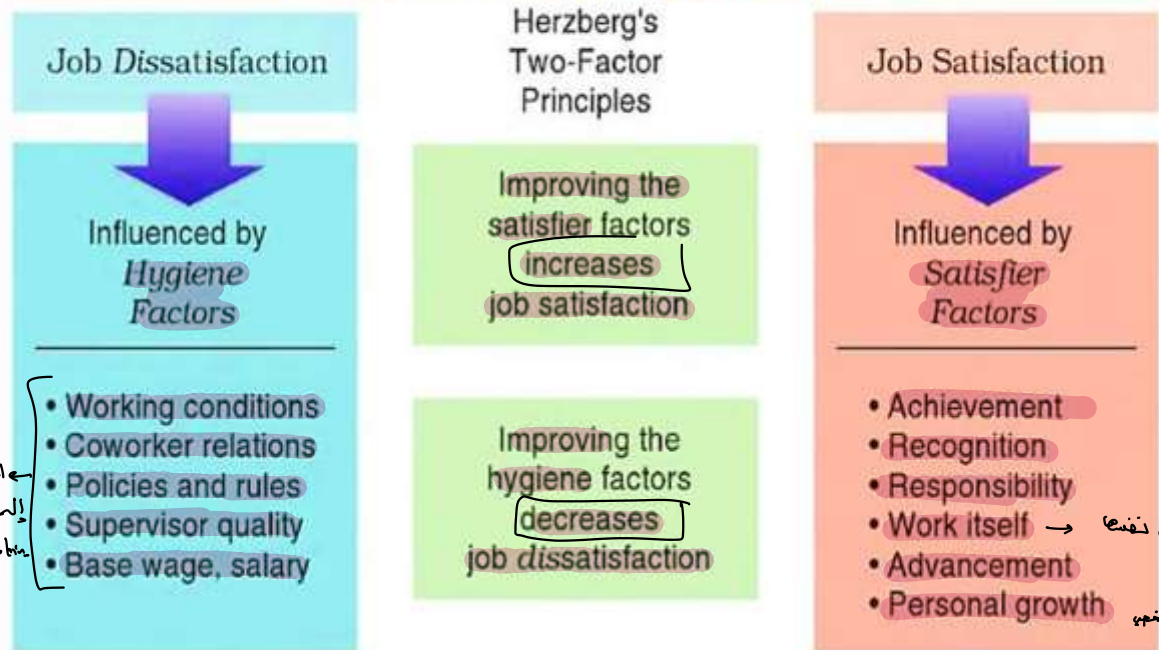 Job Dissatisfaction
Influenced by
Hygiene
Factors
• Working conditions
• Coworker relations
• Policies and rules
• Supervisor quality
• Base wage, salary
Herzberg's
Two-Factor
Principles
Improving the
satisfier factors
increases
job satisfaction
Improving the
hygiene factors
decreases
job dissatisfaction
Job Satisfaction
Influenced by
Satisfier
Factors
• Achievement
• Recognition
• Responsibility
• Work itself → نفسها
• Advancement
• Personal growth